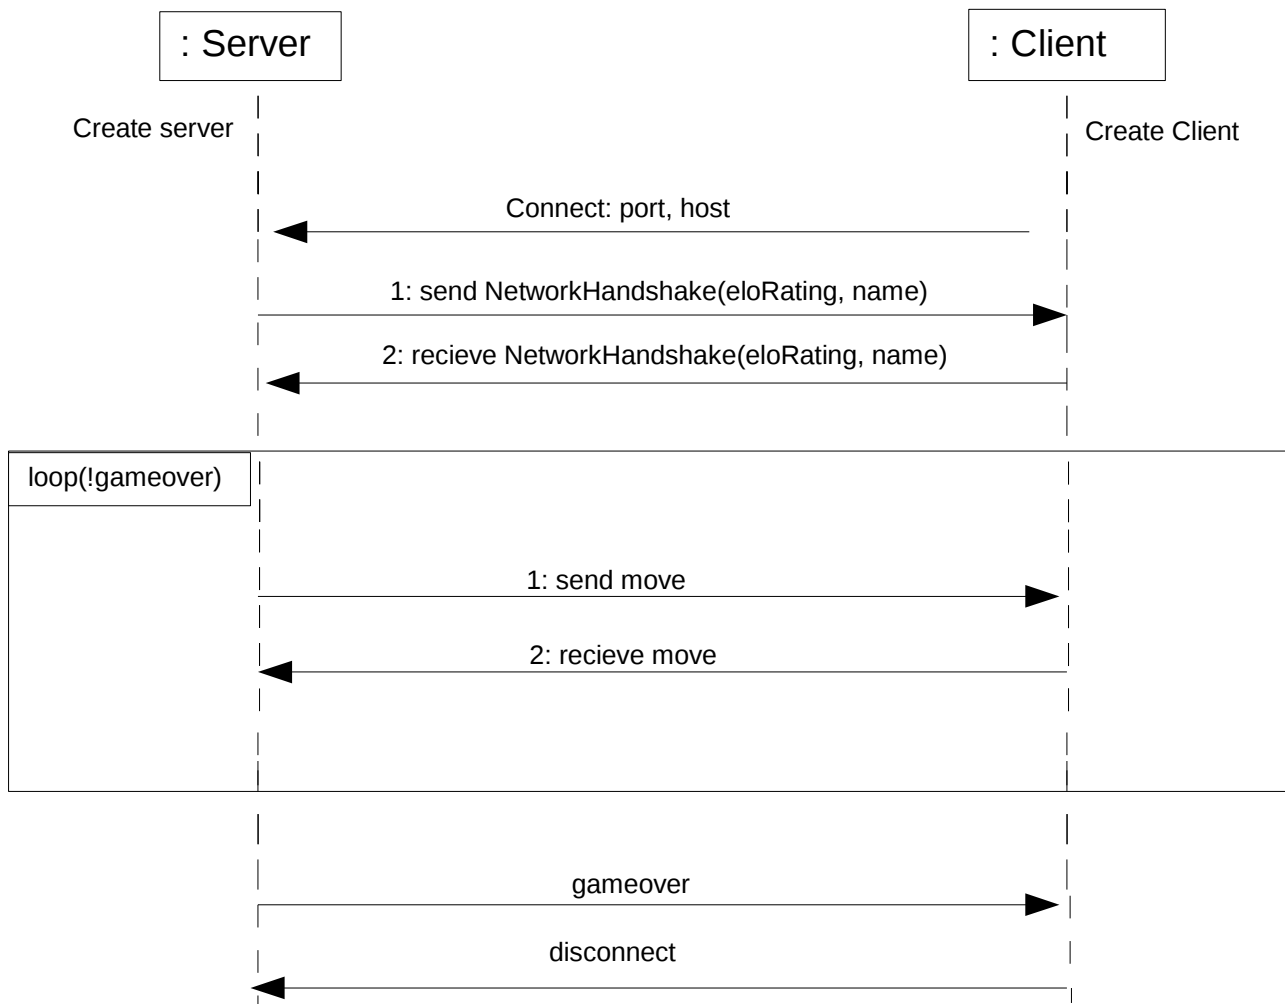 : Server
: Client
Create server
Create Client
Connect: port, host
1: send NetworkHandshake(eloRating, name)
2: recieve NetworkHandshake(eloRating, name)
loop(!gameover)
1: send move
2: recieve move
gameover
disconnect